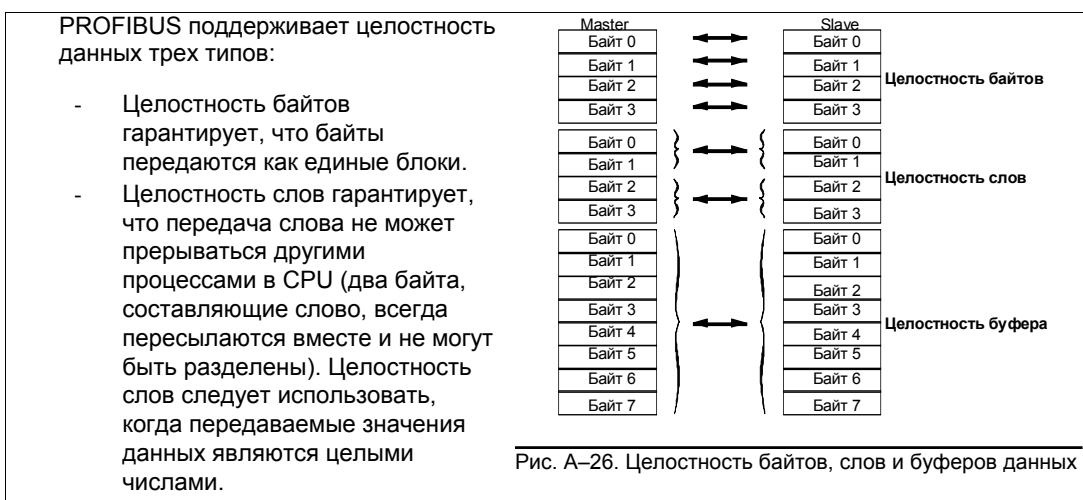 PROFIBUS поддерживает целостность
данных трех типов:
- Целостность байтов
гарантирует, что байты
передаются как единые блоки.
- Целостность слов гарантирует,
что передача слова не может
прерываться другими
процессами в CPU (два байта,
составляющие слово, всегда
пересылаются вместе и не могут
быть разделены). Целостность
слов следует использовать,
когда передаваемые значения
данных являются целыми
числами.
Master Slave
Байт 0 Байт 0
Байт 1 Байт 1
Байт 2 Байт 2
Байт 3 Байт 3
Целостность байтов
Байт 0 Байт 0
Байт 1 Байт 1
Байт 2 Байт 2
Байт 3 Байт 3
Целостность слов
Байт 0 Байт 0
Байт 1 Байт 1
Байт 2 Байт 2
Байт 3 Байт 3
Байт 4 Байт 4
Байт 5 Байт 5
Байт 6 Байт 6
Байт 7 Байт 7
Целостность буфера
Рис. А–26. Целостность байтов, слов и буферов данных